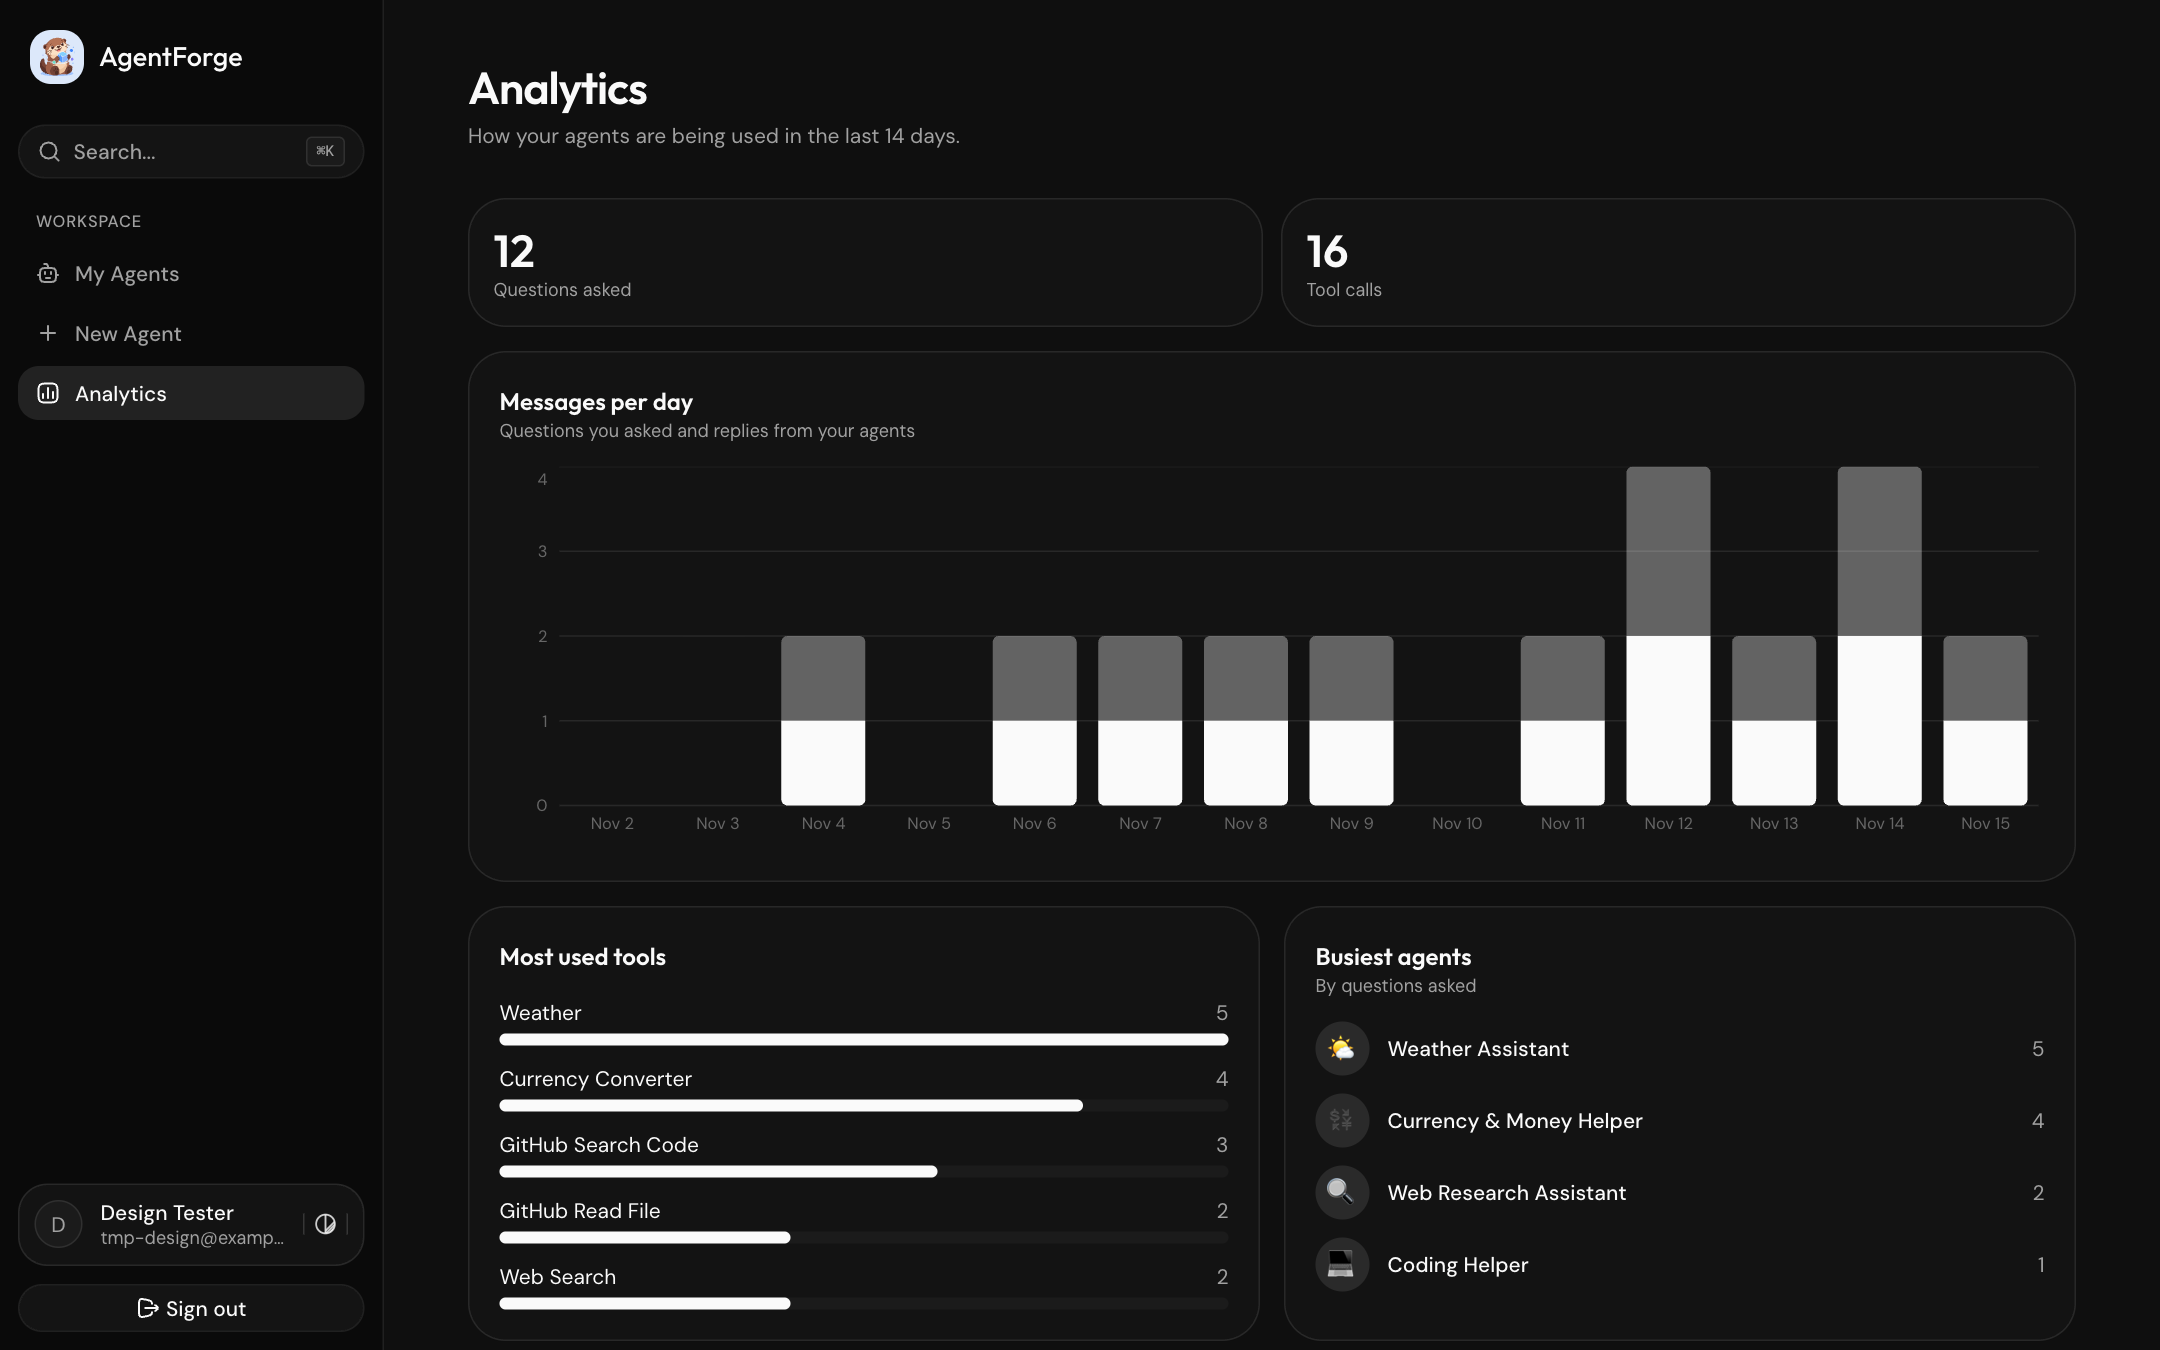 AgentForge
Search...
⌘K
WORKSPACE
My Agents
New Agent
Analytics
D
Design Tester
tmp-design@examp...
Sign out
Analytics
How your agents are being used in the last 14 days.
12
Questions asked
16
Tool calls
Messages per day
Questions you asked and replies from your agents
4
3
2
1
0
Nov 2 Nov 3 Nov 4 Nov 5 Nov 6 Nov 7 Nov 8 Nov 9 Nov 10 Nov 11 Nov 12 Nov 13 Nov 14 Nov 15
Most used tools
Weather 5
Currency Converter 4
GitHub Search Code 3
GitHub Read File 2
Web Search 2
Busiest agents
By questions asked
Weather Assistant 5
Currency & Money Helper 4
Web Research Assistant 2
Coding Helper 1